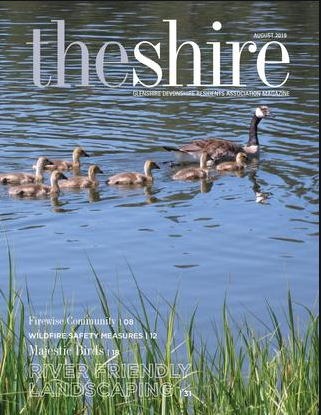 AUGUST 2019
theshire
GLENSHIRE DEVONSHIRE RESIDENTS ASSOCIATION MAGAZINE
Firewise Community | 08
WILDFIRE SAFETY MEASURES | 12
Majestic Birds | 18
RIVER FRIENDLY
LANDSCAPING | 31